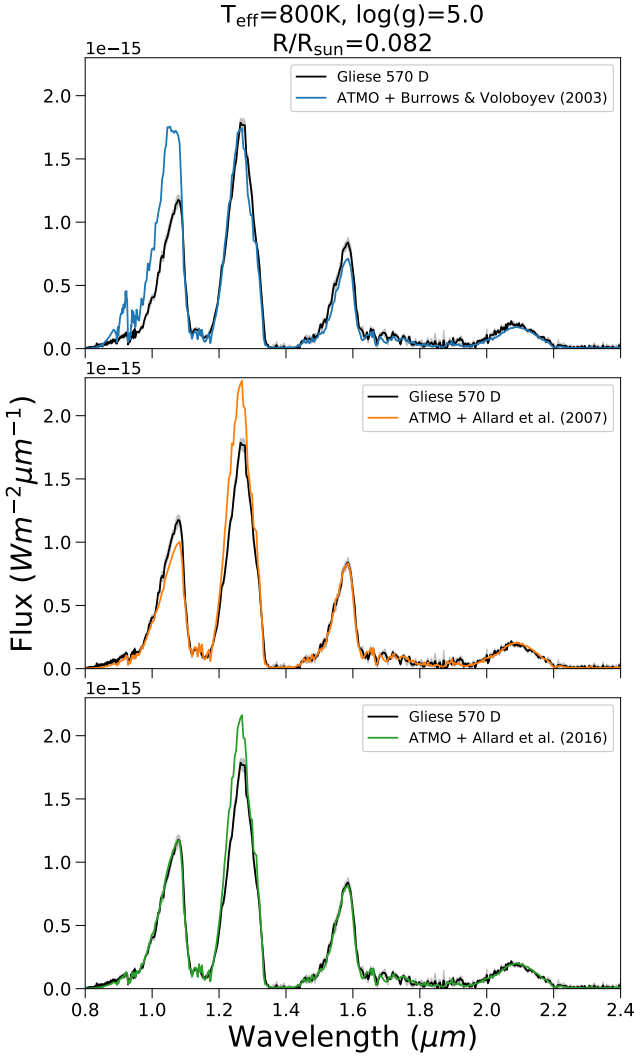 T_eff=800K, log(g)=5.0
R/R_sun=0.082
1e−15
Gliese 570 D
ATMO + Burrows & Voloboyev (2003)
2.0
1.5
1.0
0.5
0.0
1e−15
Gliese 570 D
ATMO + Allard et al. (2007)
2.0
1.5
1.0
0.5
0.0
Flux (Wm⁻²μm⁻¹)
1e−15
Gliese 570 D
ATMO + Allard et al. (2016)
2.0
1.5
1.0
0.5
0.0
0.8 1.0 1.2 1.4 1.6 1.8 2.0 2.2 2.4
Wavelength (μm)